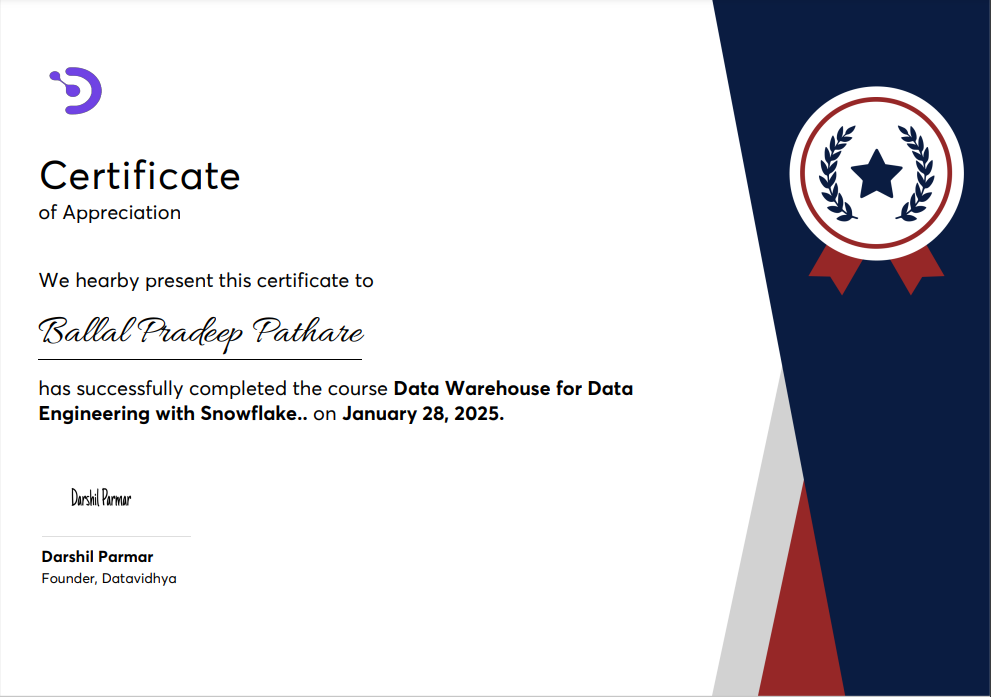 Certificate
of Appreciation
We hearby present this certificate to
Ballal Pradeep Pathare
has successfully completed the course Data Warehouse for Data
Engineering with Snowflake.. on January 28, 2025.
Darshil Parmar
Darshil Parmar
Founder, Datavidhya